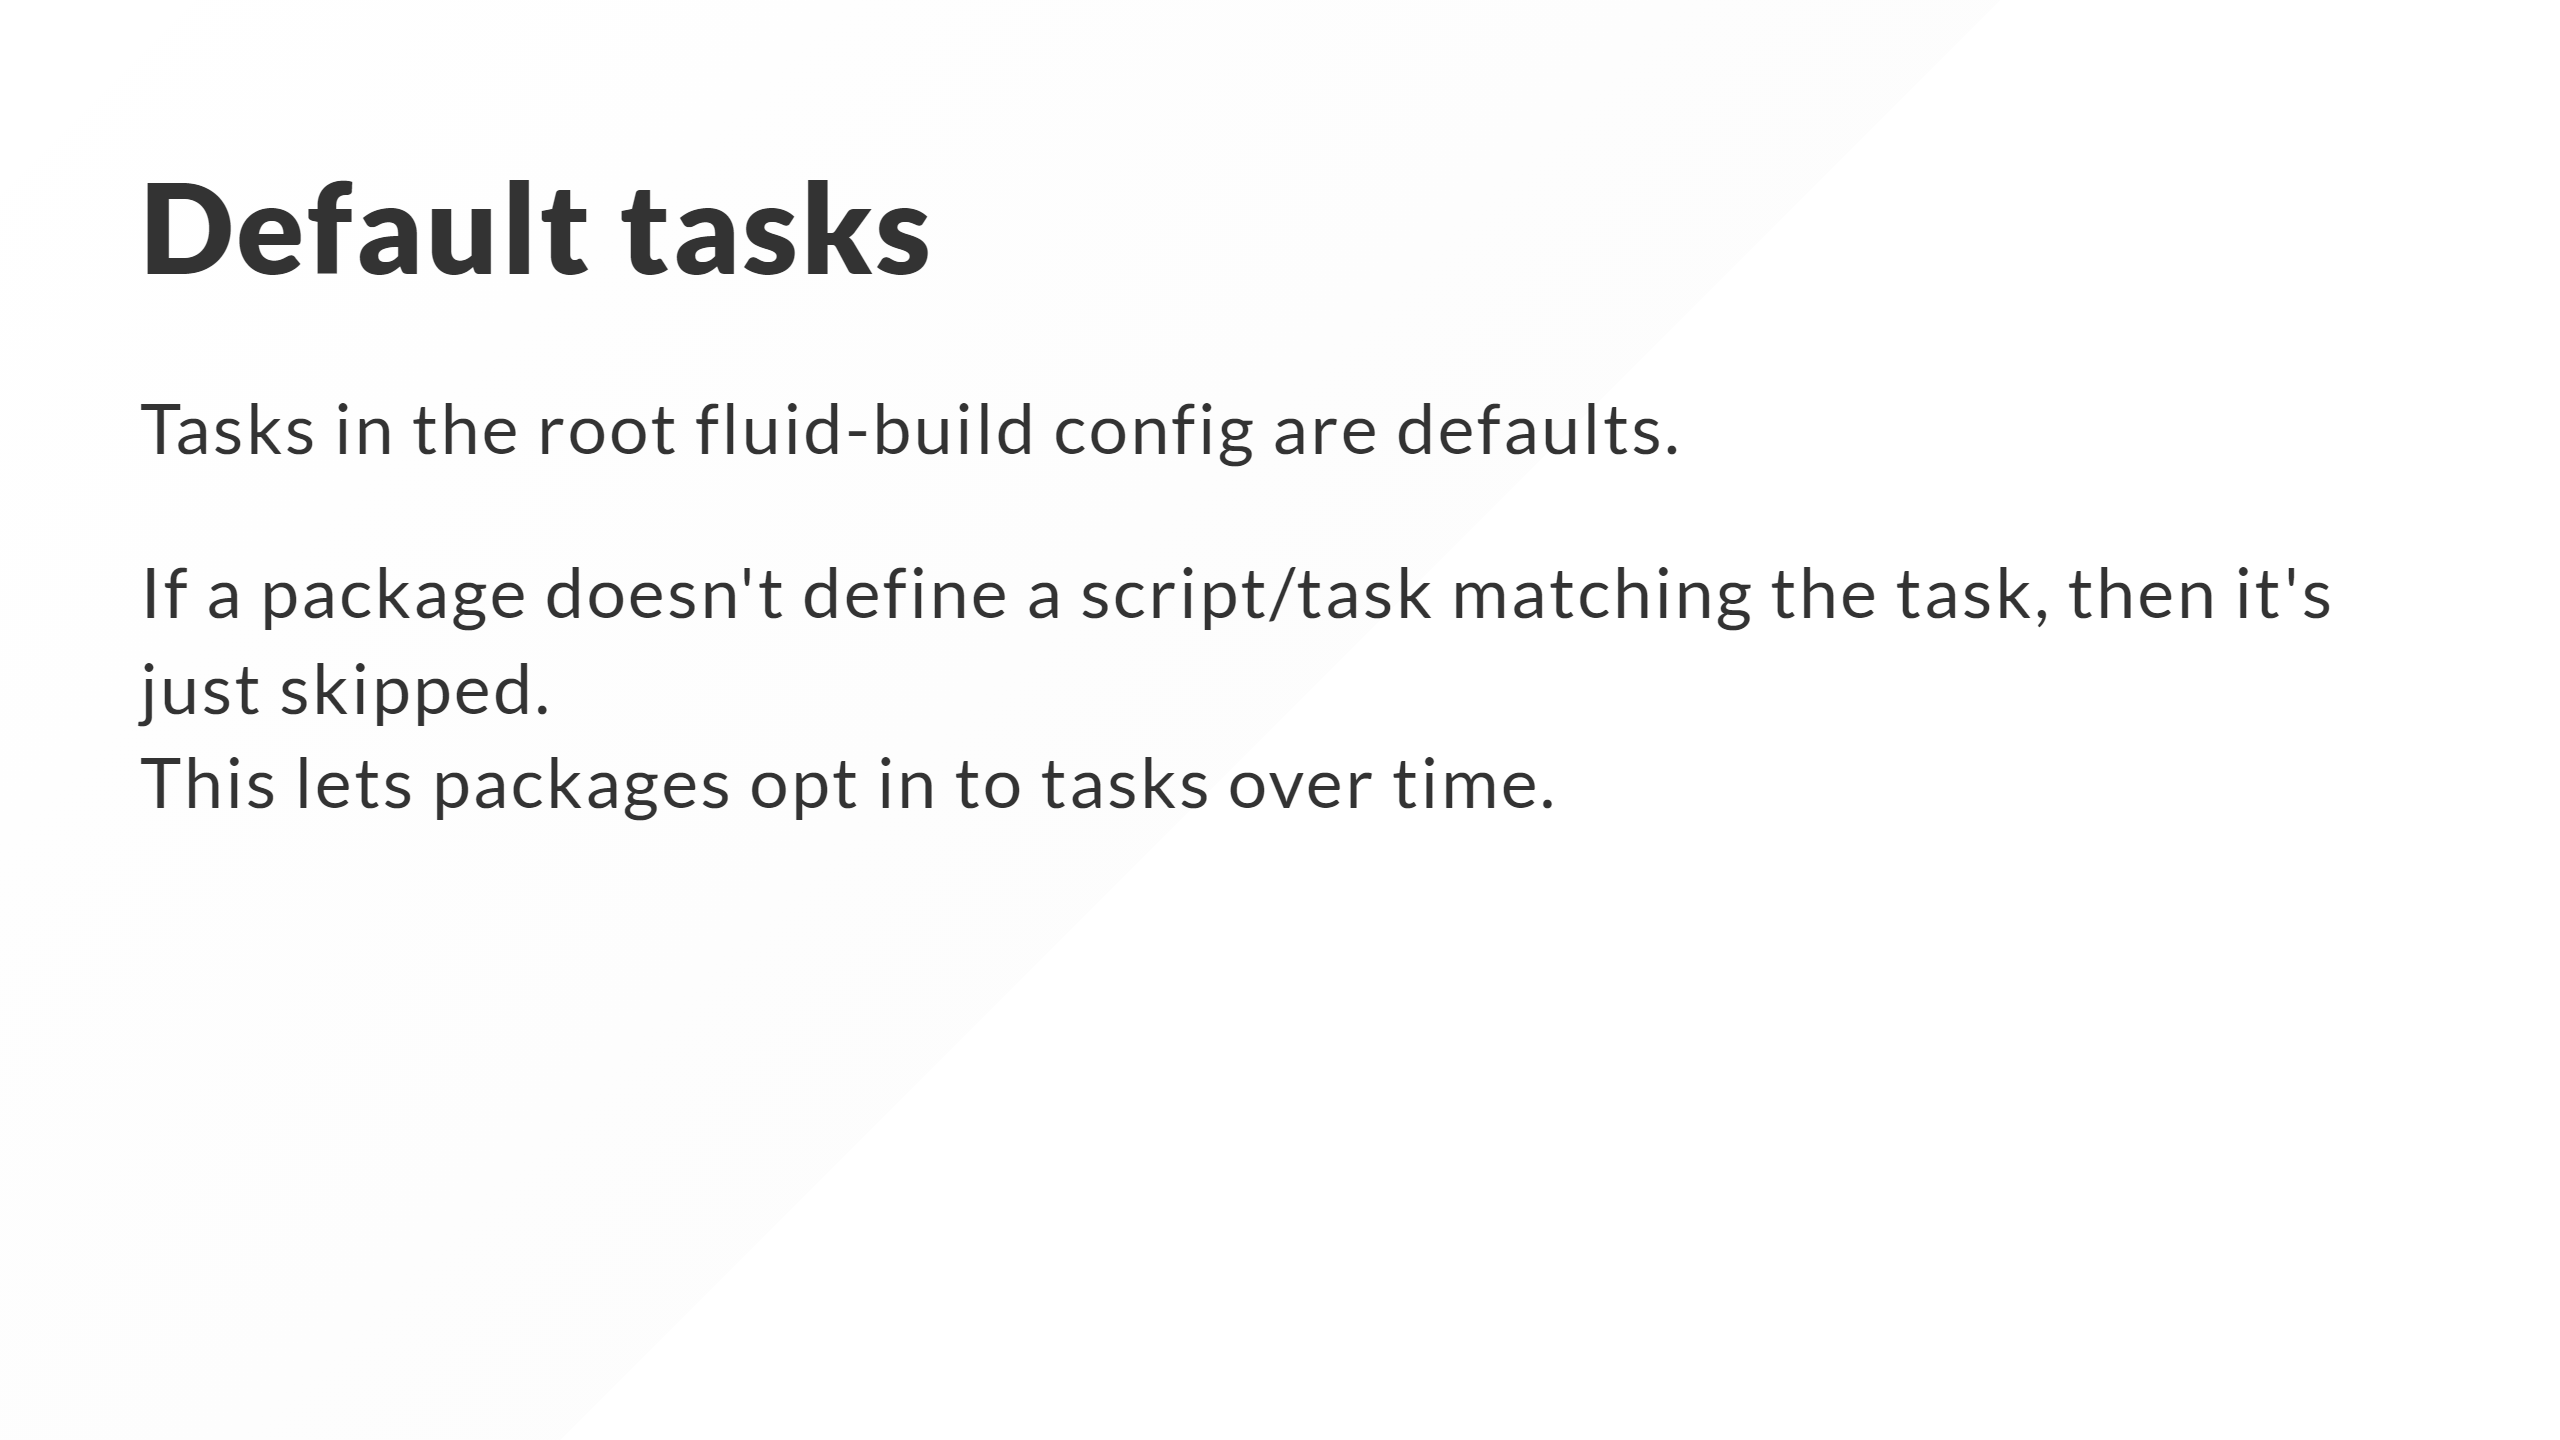 Default tasks
Tasks in the root fluid-build config are defaults.
If a package doesn't define a script/task matching the task, then it's
just skipped.
This lets packages opt in to tasks over time.